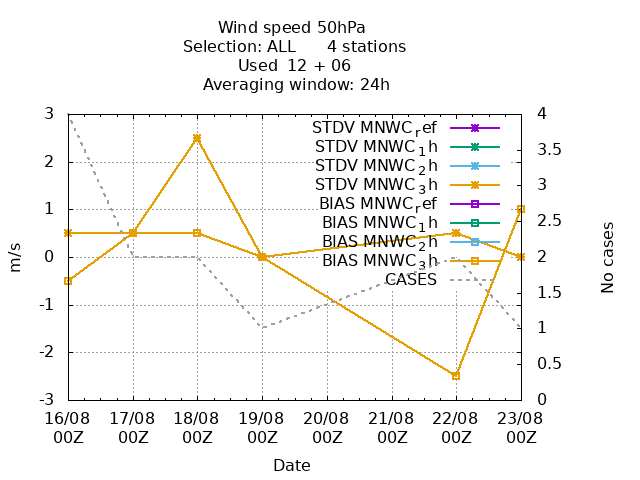 Wind speed 50hPa
Selection: ALL      4 stations
Used  12 + 06
Averaging window: 24h
3
2
1
0
-1
-2
-3
m/s
4
3.5
3
2.5
2
1.5
1
0.5
0
No cases
STDV MNWC_ref
STDV MNWC_1h
STDV MNWC_2h
STDV MNWC_3h
BIAS MNWC_ref
BIAS MNWC_1h
BIAS MNWC_2h
BIAS MNWC_3h
CASES
16/08 17/08 18/08 19/08 20/08 21/08 22/08 23/08
00Z 00Z 00Z 00Z 00Z 00Z 00Z 00Z
Date